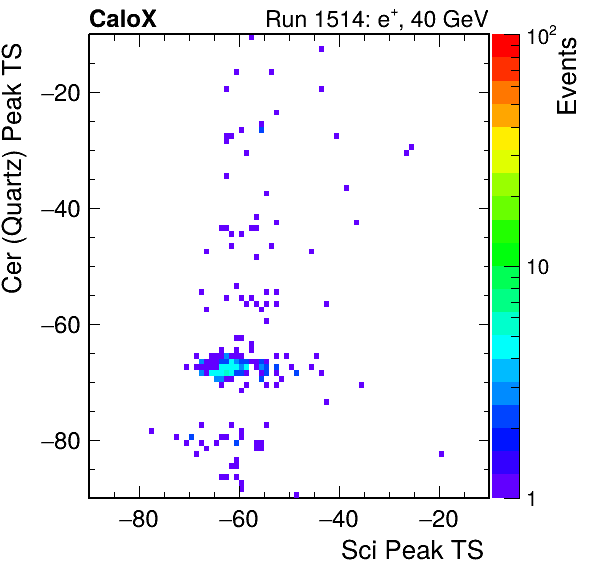 CaloX
Run 1514: e+, 40 GeV
Cer (Quartz) Peak TS
−20
−40
−60
−80
−80
−60
−40
−20
Sci Peak TS
10²
10
1
Events